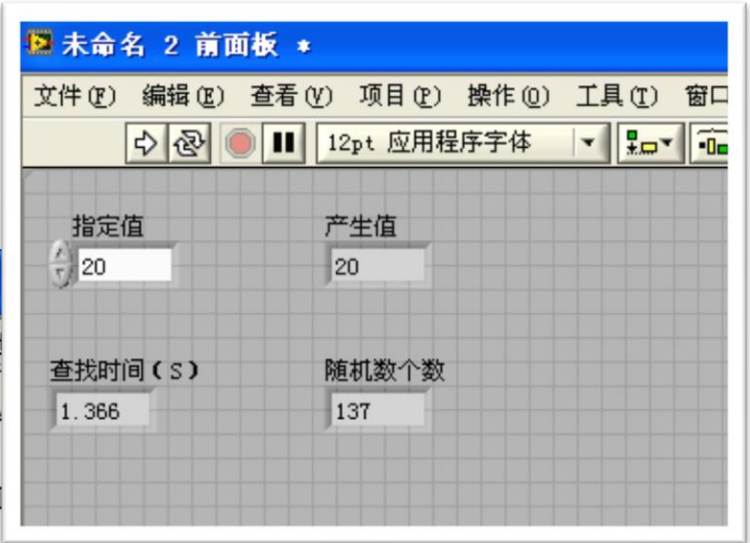 未命名 2 前面板 *
文件(F) 编辑(E) 查看(V) 项目(P) 操作(O) 工具(T) 窗口
12pt 应用程序字体
指定值 产生值
20 20
查找时间(S) 随机数个数
1.366 137